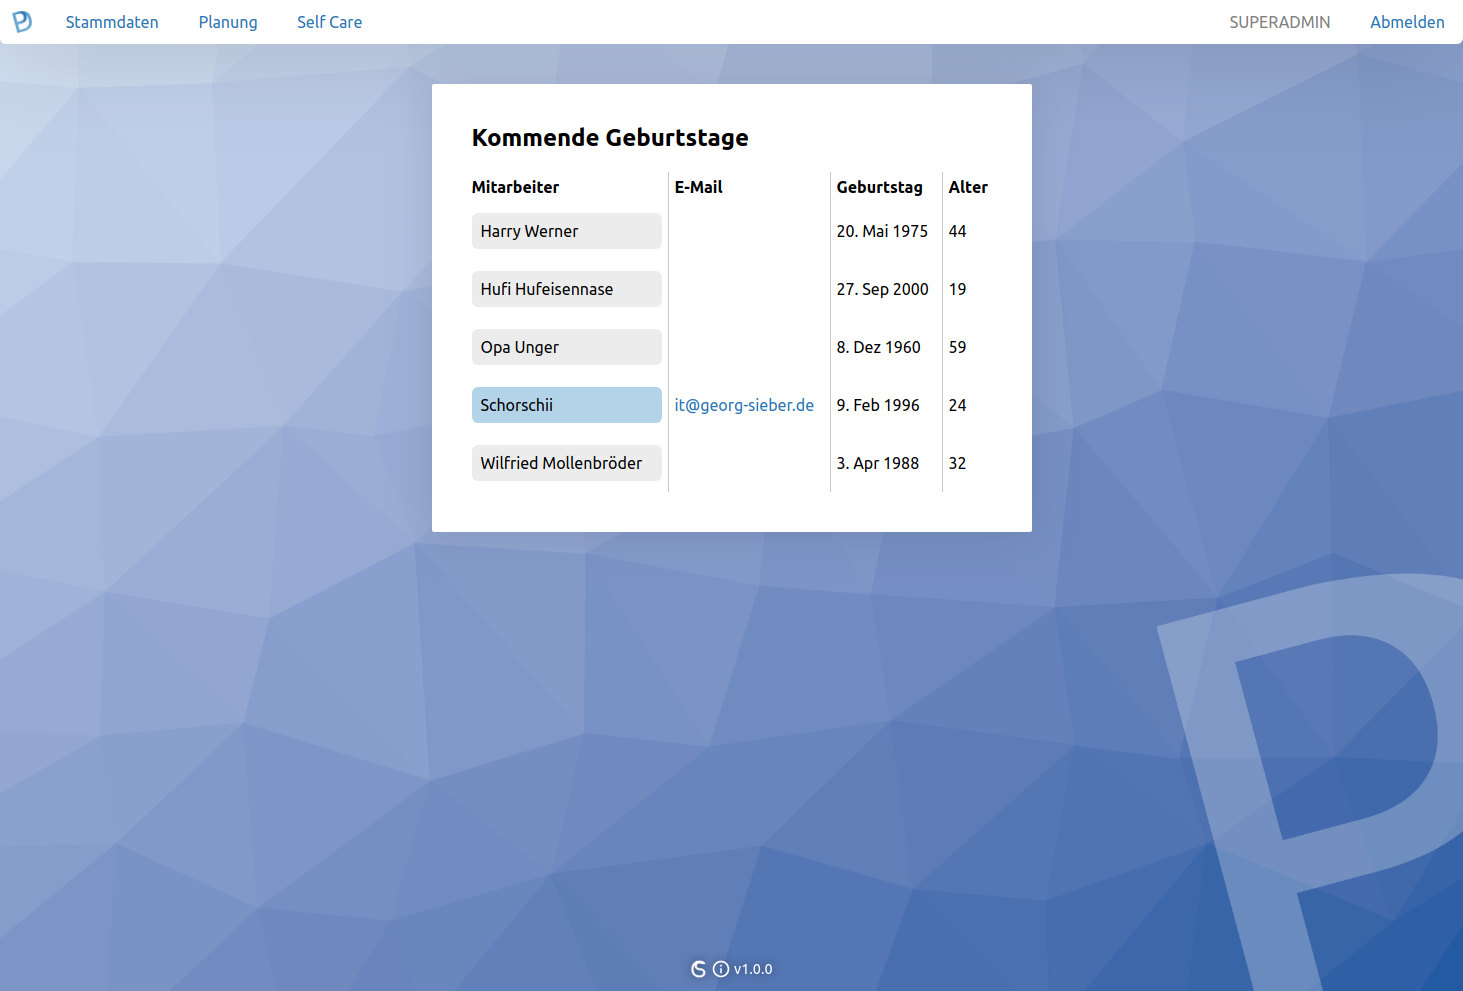 Stammdaten Planung Self Care SUPERADMIN Abmelden
Kommende Geburtstage
Mitarbeiter E-Mail Geburtstag Alter
Harry Werner 20. Mai 1975 44
Hufi Hufeisennase 27. Sep 2000 19
Opa Unger 8. Dez 1960 59
Schorschii it@georg-sieber.de 9. Feb 1996 24
Wilfried Mollenbröder 3. Apr 1988 32
v1.0.0